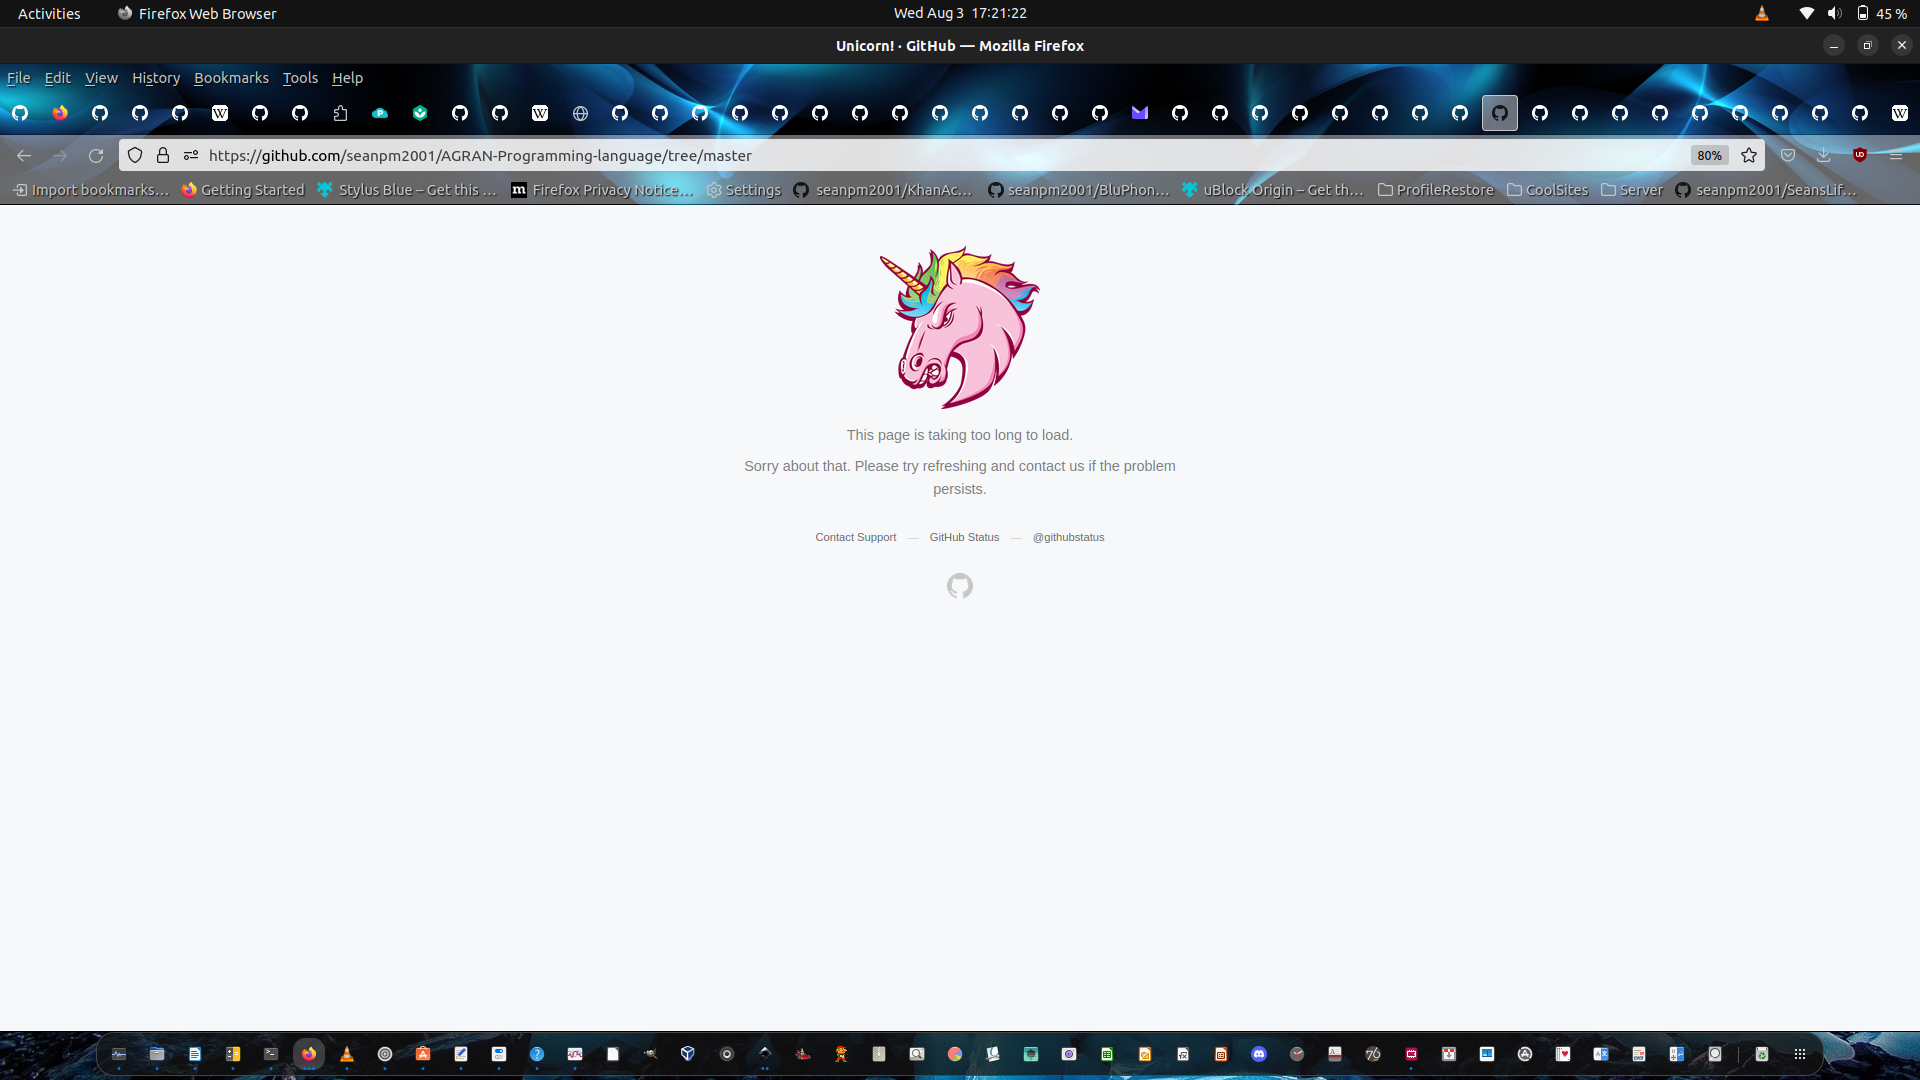 Activities
Firefox Web Browser
Wed Aug 3 17:21:22
45 %
Unicorn! · GitHub — Mozilla Firefox
File Edit View History Bookmarks Tools Help
https://github.com/seanpm2001/AGRAN-Programming-language/tree/master
80%
Import bookmarks… Getting Started Stylus Blue – Get this … Firefox Privacy Notice… Settings seanpm2001/KhanAc… seanpm2001/BluPhon… uBlock Origin – Get th… ProfileRestore CoolSites Server seanpm2001/SeansLif…
This page is taking too long to load.
Sorry about that. Please try refreshing and contact us if the problem
persists.
Contact Support — GitHub Status — @githubstatus